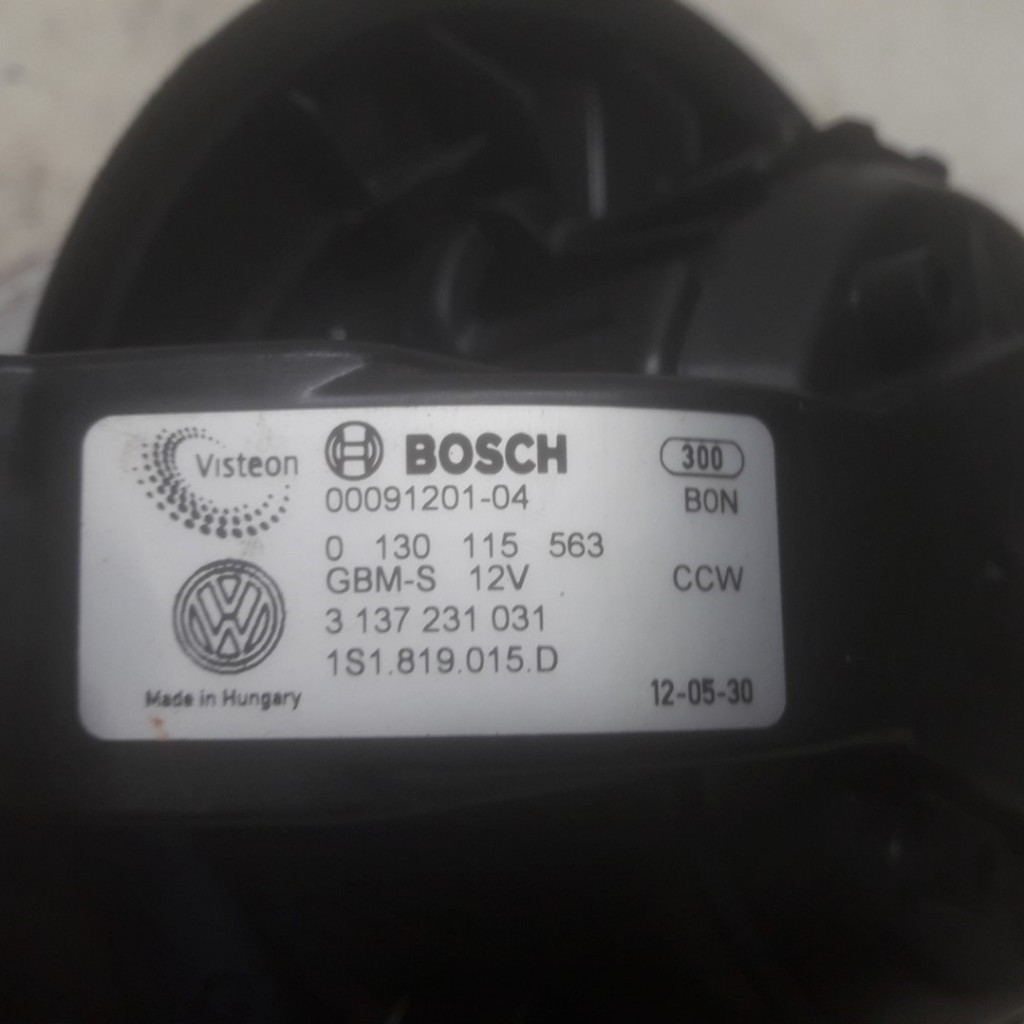 Visteon BOSCH 300
00091201-04 BON
0 130 115 563
GBM-S 12V CCW
3 137 231 031
1S1.819.015.D
Made in Hungary 12-05-30